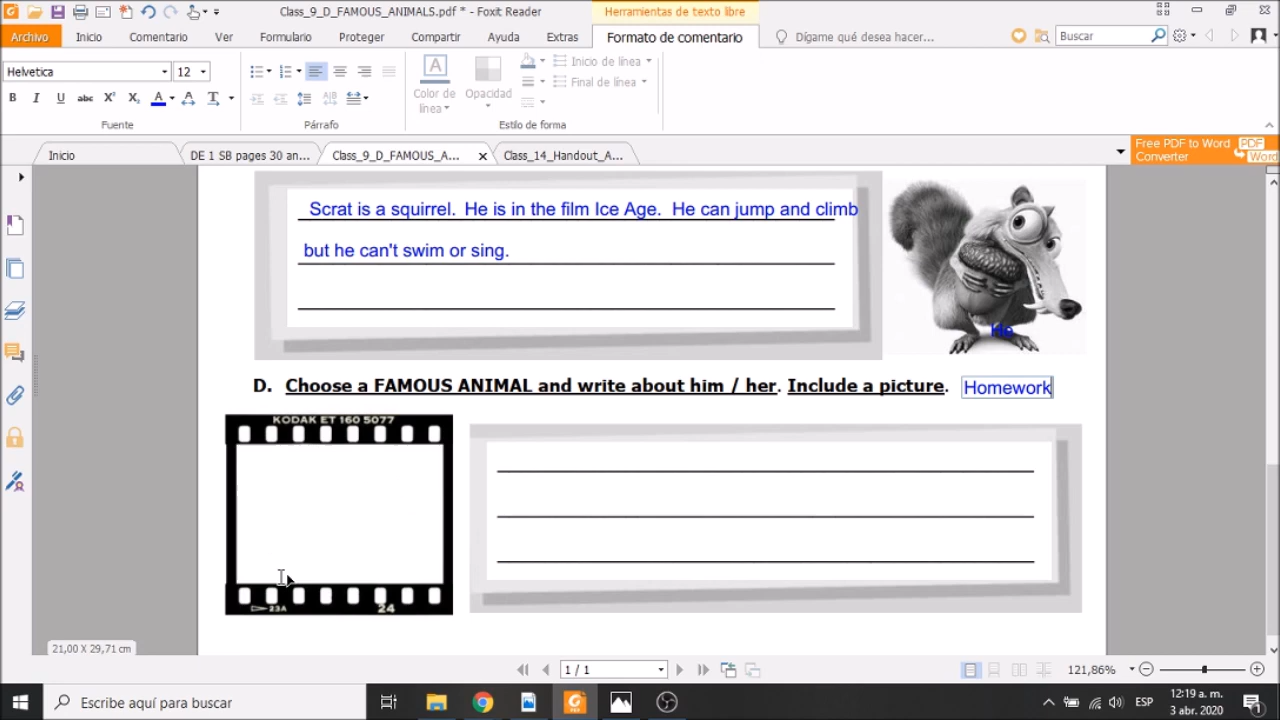 Class_9_D_FAMOUS_ANIMALS.pdf * - Foxit Reader
Herramientas de texto libre
Archivo Inicio Comentario Ver Formulario Proteger Compartir Ayuda Extras Formato de comentario Dígame qué desea hacer... Buscar
Helvetica 12
Color de línea Opacidad Inicio de línea
Final de línea
Fuente Párrafo Estilo de forma
Inicio DE 1 SB pages 30 an... Class_9_D_FAMOUS_A... Class_14_Handout_A...
Free PDF to Word Converter
PDF
Word
Scrat is a squirrel. He is in the film Ice Age. He can jump and climb
but he can't swim or sing.
He
D. Choose a FAMOUS ANIMAL and write about him / her. Include a picture. Homework
KODAK ET 160 5077
23A 24
21,00 X 29,71 cm
1 / 1
121,86%
Escribe aquí para buscar
ESP
12:19 a. m.
3 abr. 2020
1